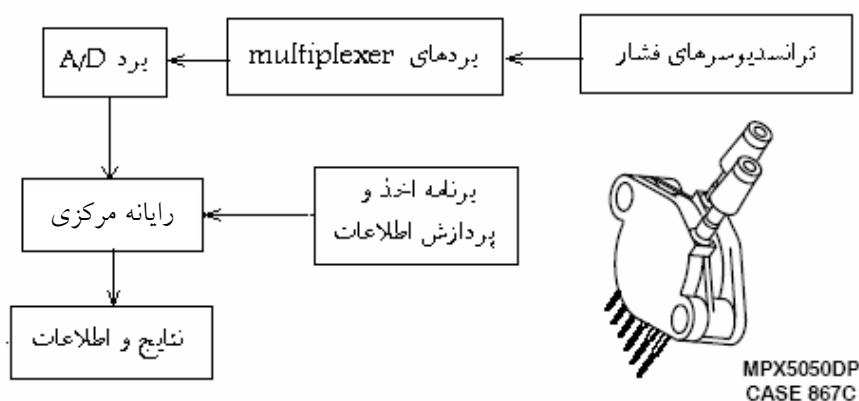 ترانسدیوسرهای فشار
بردهای multiplexer
برد A/D
رایانه مرکزی
برنامه اخذ و
پردازش اطلاعات
نتایج و اطلاعات
MPX5050DP
CASE 867C